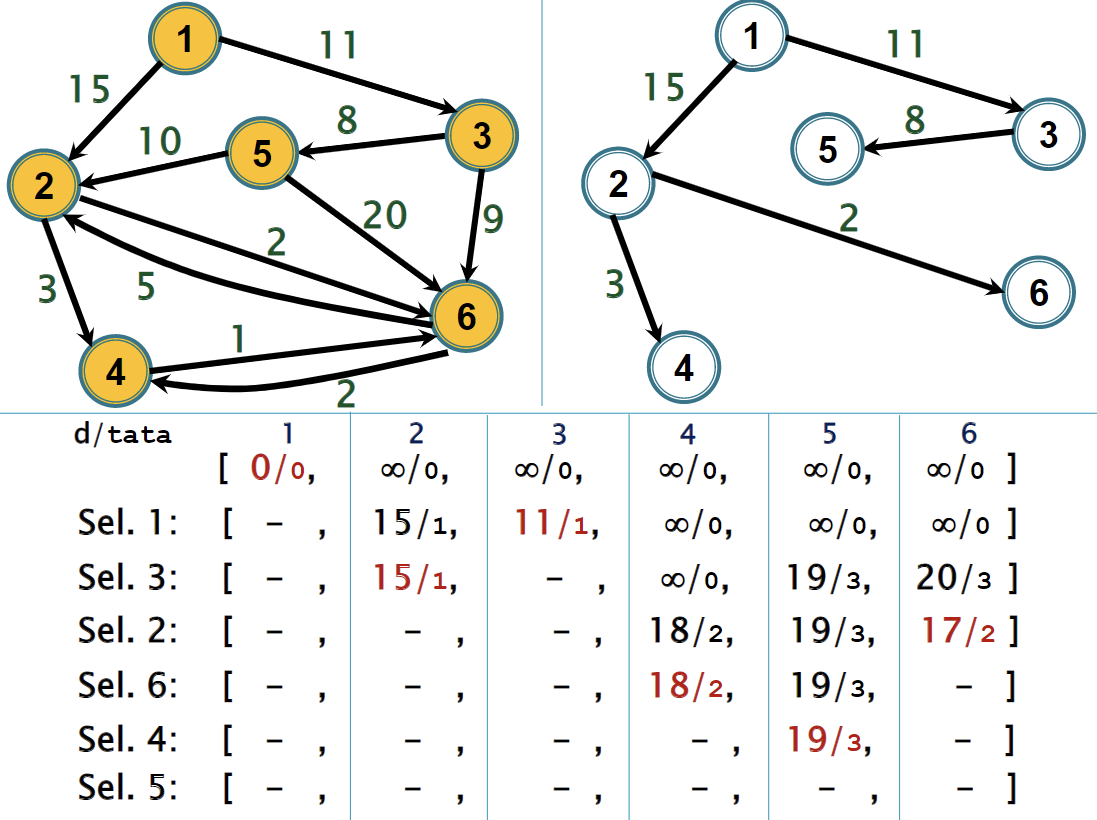 1 1
11 11
15 15
8 8
3 3
10 5 5
2 2
20 9
2 2
5
3 3
6 6
1
4 4
2
d/tata 1 2 3 4 5 6
[ 0/0, ∞/0, ∞/0, ∞/0, ∞/0, ∞/0 ]
Sel. 1: [ - , 15/1, 11/1, ∞/0, ∞/0, ∞/0 ]
Sel. 3: [ - , 15/1, - , ∞/0, 19/3, 20/3 ]
Sel. 2: [ - , - , - , 18/2, 19/3, 17/2 ]
Sel. 6: [ - , - , - , 18/2, 19/3, - ]
Sel. 4: [ - , - , - , - , 19/3, - ]
Sel. 5: [ - , - , - , - , - , - ]